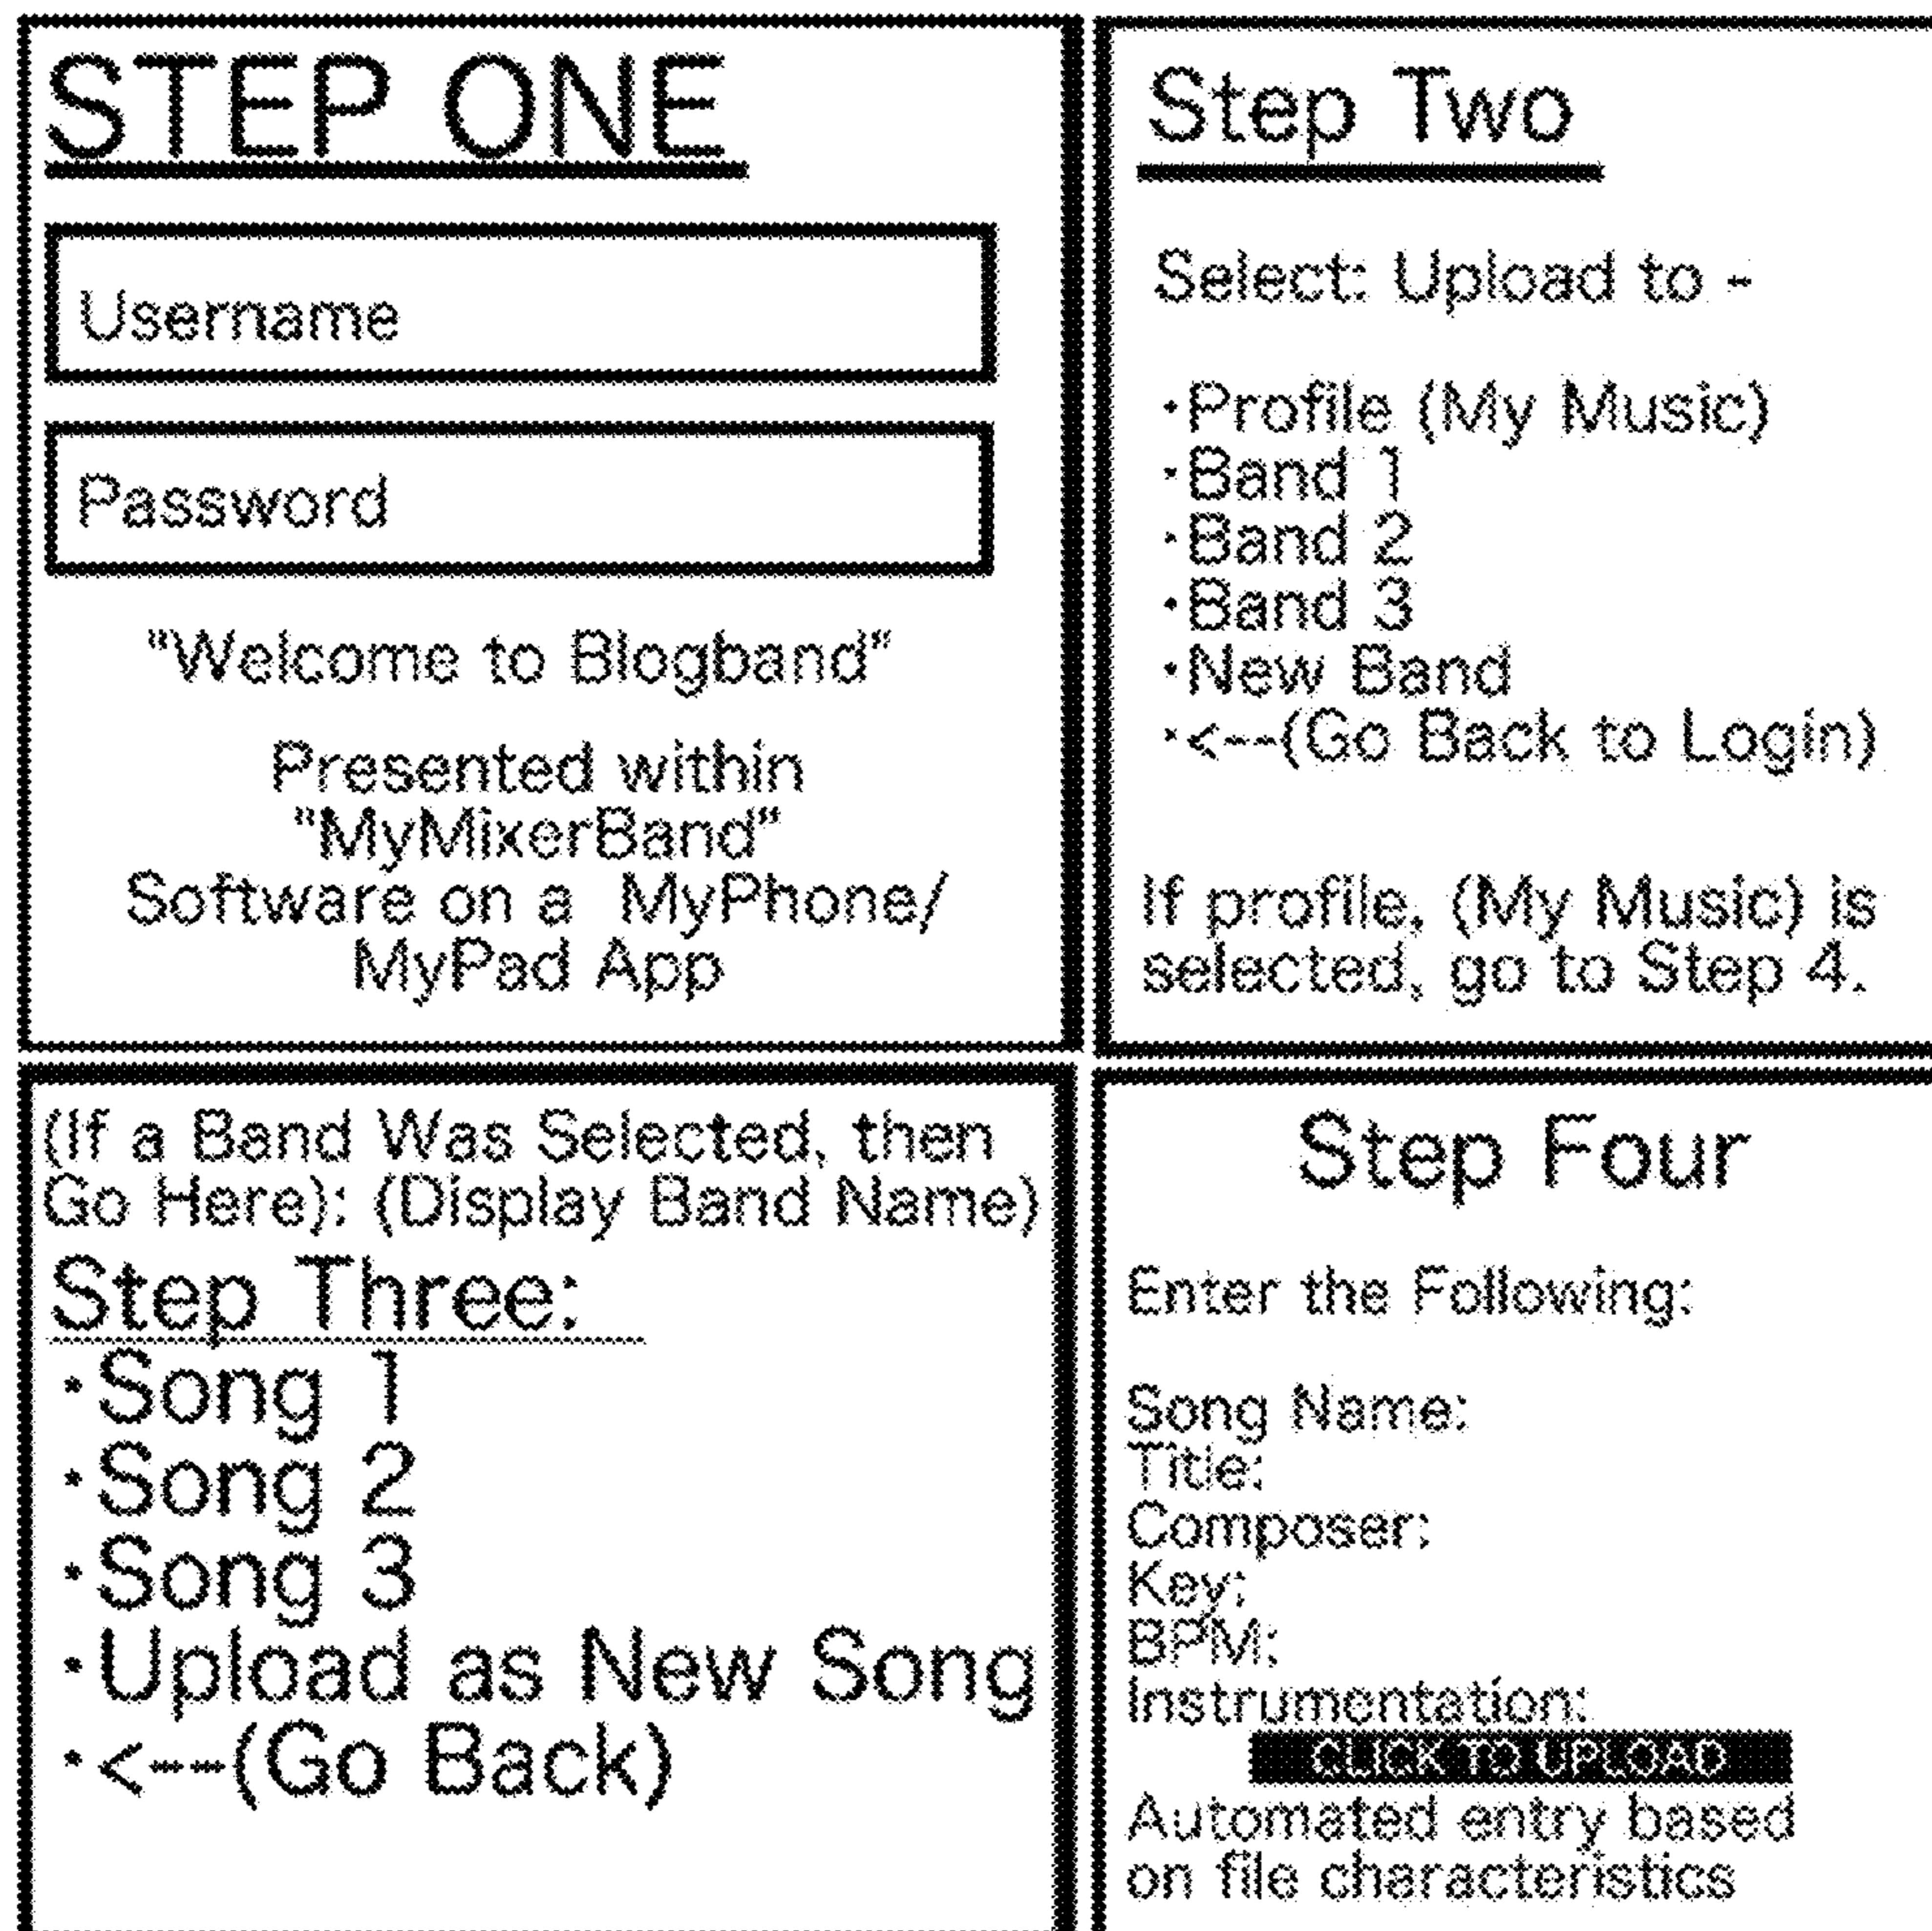 STEP ONE
Username
Password
"Welcome to Blogband"
Presented within
"MyMixerBand"
Software on a MyPhone/
MyPad App
Step Two
Select: Upload to -
·Profile (My Music)
·Band 1
·Band 2
·Band 3
·New Band
·<--(Go Back to Login)
If profile, (My Music) is
selected, go to Step 4.
(If a Band Was Selected, then
Go Here): (Display Band Name)
Step Three:
·Song 1
·Song 2
·Song 3
·Upload as New Song
·<--(Go Back)
Step Four
Enter the Following:
Song Name:
Title:
Composer:
Key:
BPM:
Instrumentation:
CLICK TO UPLOAD
Automated entry based
on file characteristics